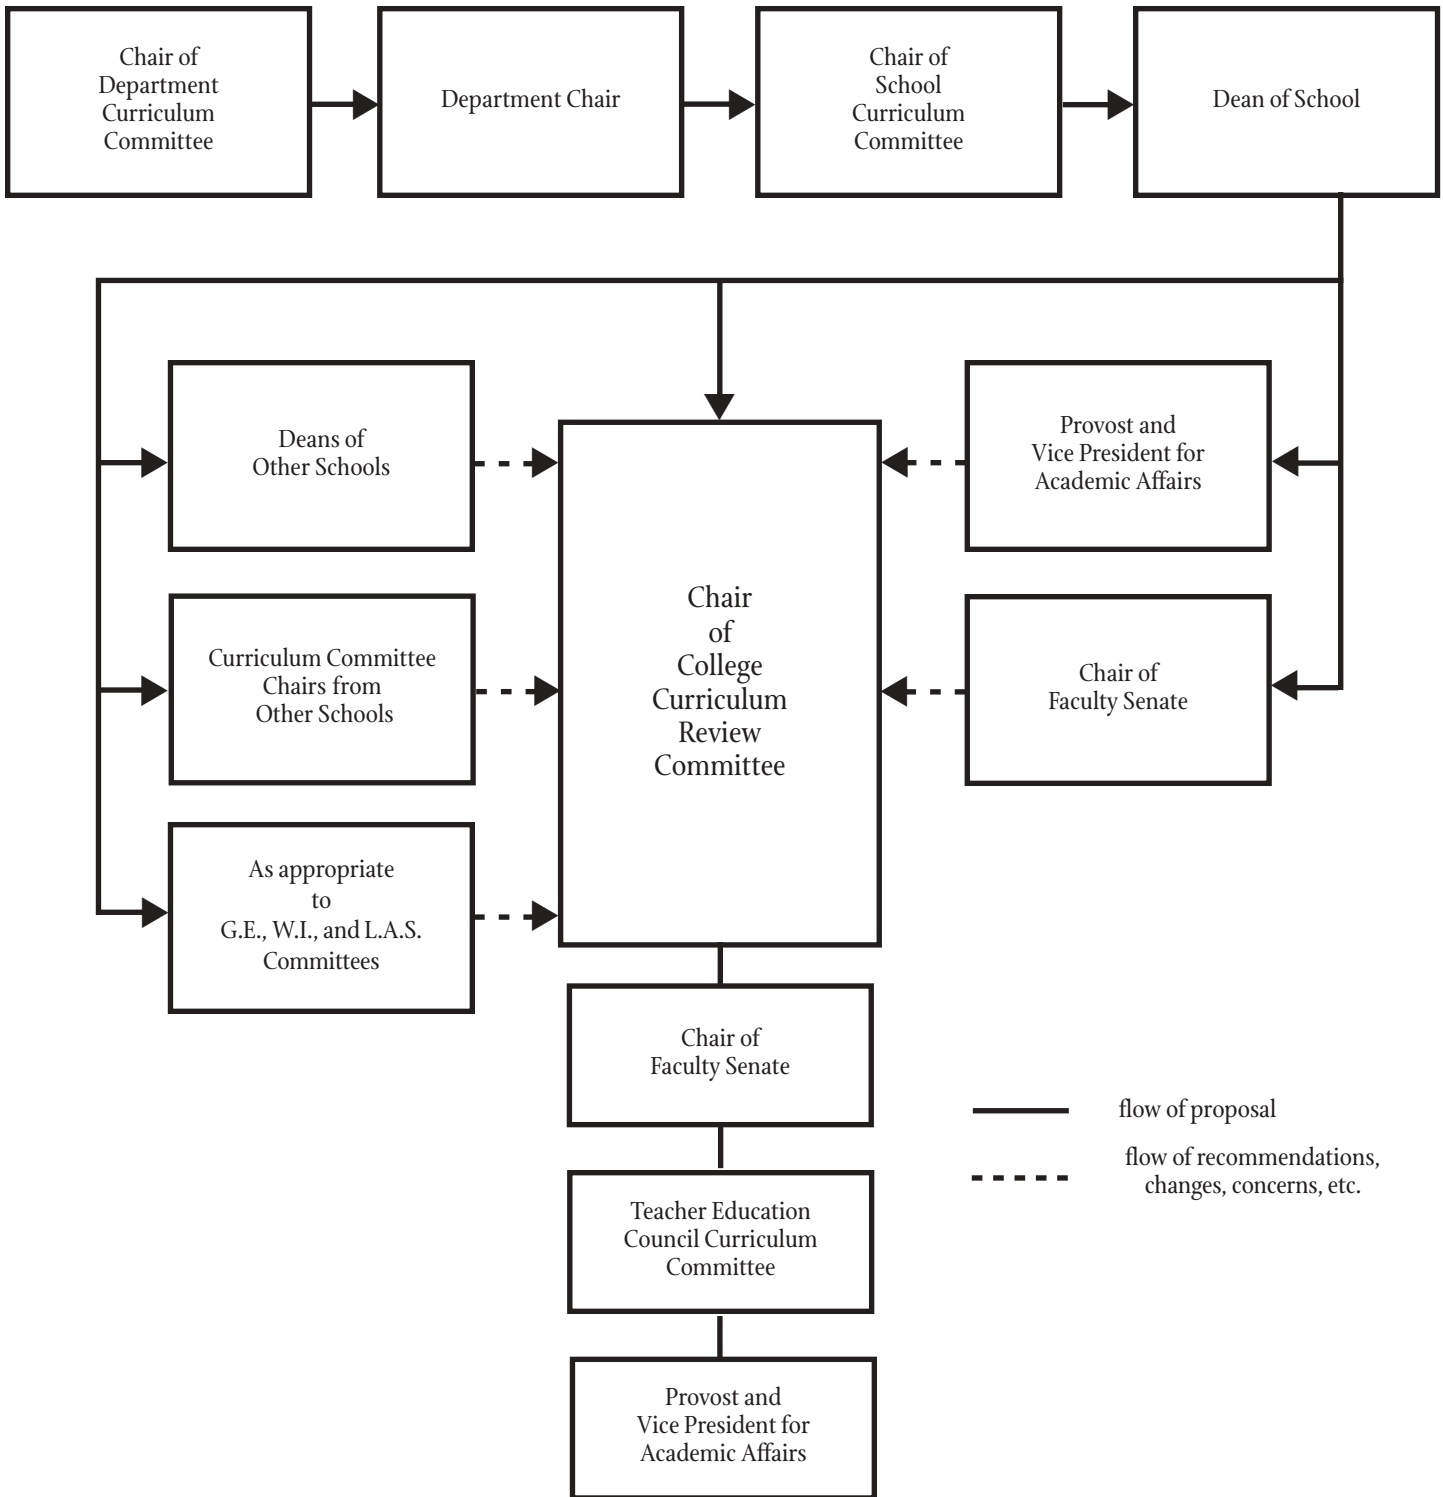 Chair of
Department
Curriculum
Committee
Department Chair
Chair of
School
Curriculum
Committee
Dean of School
Deans of
Other Schools
Provost and
Vice President for
Academic Affairs
Chair
of
College
Curriculum
Review
Committee
Curriculum Committee
Chairs from
Other Schools
Chair of
Faculty Senate
As appropriate
to
G.E., W.I., and L.A.S.
Committees
Chair of
Faculty Senate
flow of proposal
flow of recommendations,
changes, concerns, etc.
Teacher Education
Council Curriculum
Committee
Provost and
Vice President for
Academic Affairs